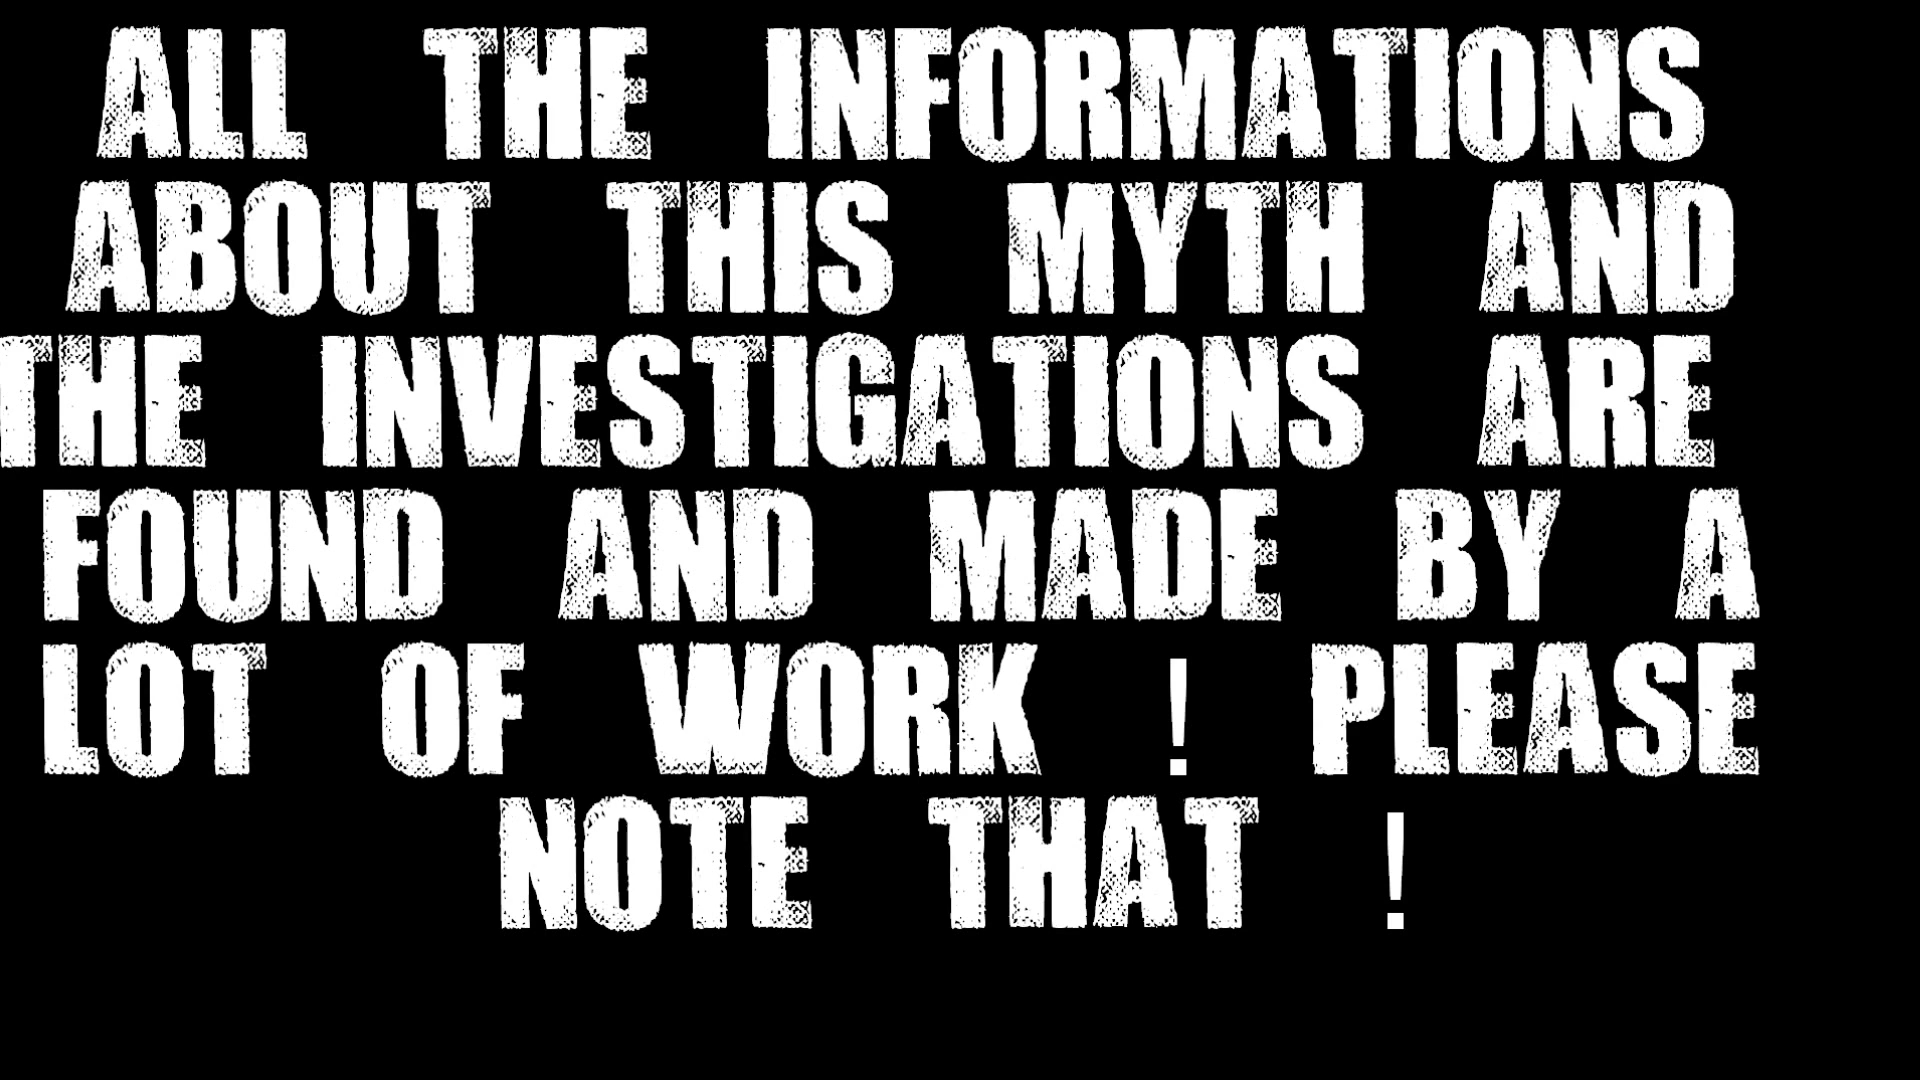 ALL THE INFORMATIONS
ABOUT THIS MYTH AND
THE INVESTIGATIONS ARE
FOUND AND MADE BY A
LOT OF WORK ! PLEASE
NOTE THAT !